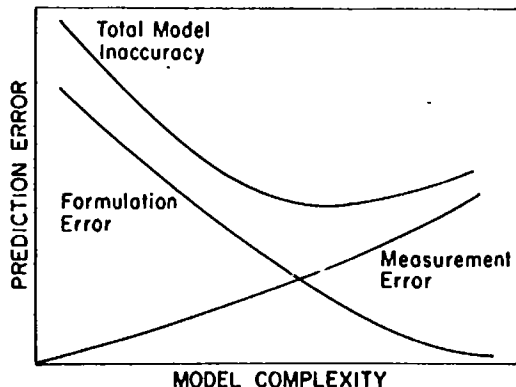 Total Model
Inaccuracy
Formulation
Error
Measurement
Error
PREDICTION ERROR
MODEL COMPLEXITY